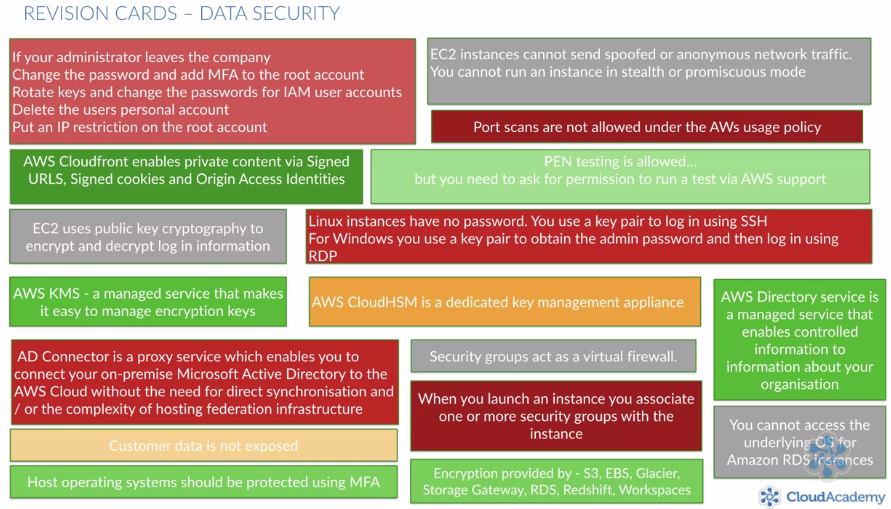 REVISION CARDS – DATA SECURITY
If your administrator leaves the company
Change the password and add MFA to the root account
Rotate keys and change the passwords for IAM user accounts
Delete the users personal account
Put an IP restriction on the root account
EC2 instances cannot send spoofed or anonymous network traffic.
You cannot run an instance in stealth or promiscuous mode
Port scans are not allowed under the AWs usage policy
AWS Cloudfront enables private content via Signed
URLS, Signed cookies and Origin Access Identities
PEN testing is allowed...
but you need to ask for permission to run a test via AWS support
EC2 uses public key cryptography to
encrypt and decrypt log in information
Linux instances have no password. You use a key pair to log in using SSH
For Windows you use a key pair to obtain the admin password and then log in using
RDP
AWS KMS - a managed service that makes
it easy to manage encryption keys
AWS CloudHSM is a dedicated key management appliance
AWS Directory service is
a managed service that
enables controlled
information to
information about your
organisation
AD Connector is a proxy service which enables you to
connect your on-premise Microsoft Active Directory to the
AWS Cloud without the need for direct synchronisation and
/ or the complexity of hosting federation infrastructure
Security groups act as a virtual firewall.
When you launch an instance you associate
one or more security groups with the
instance
You cannot access the
underlying OS for
Amazon RDS instances
Customer data is not exposed
Host operating systems should be protected using MFA
Encryption provided by - S3, EBS, Glacier,
Storage Gateway, RDS, Redshift, Workspaces
CloudAcademy